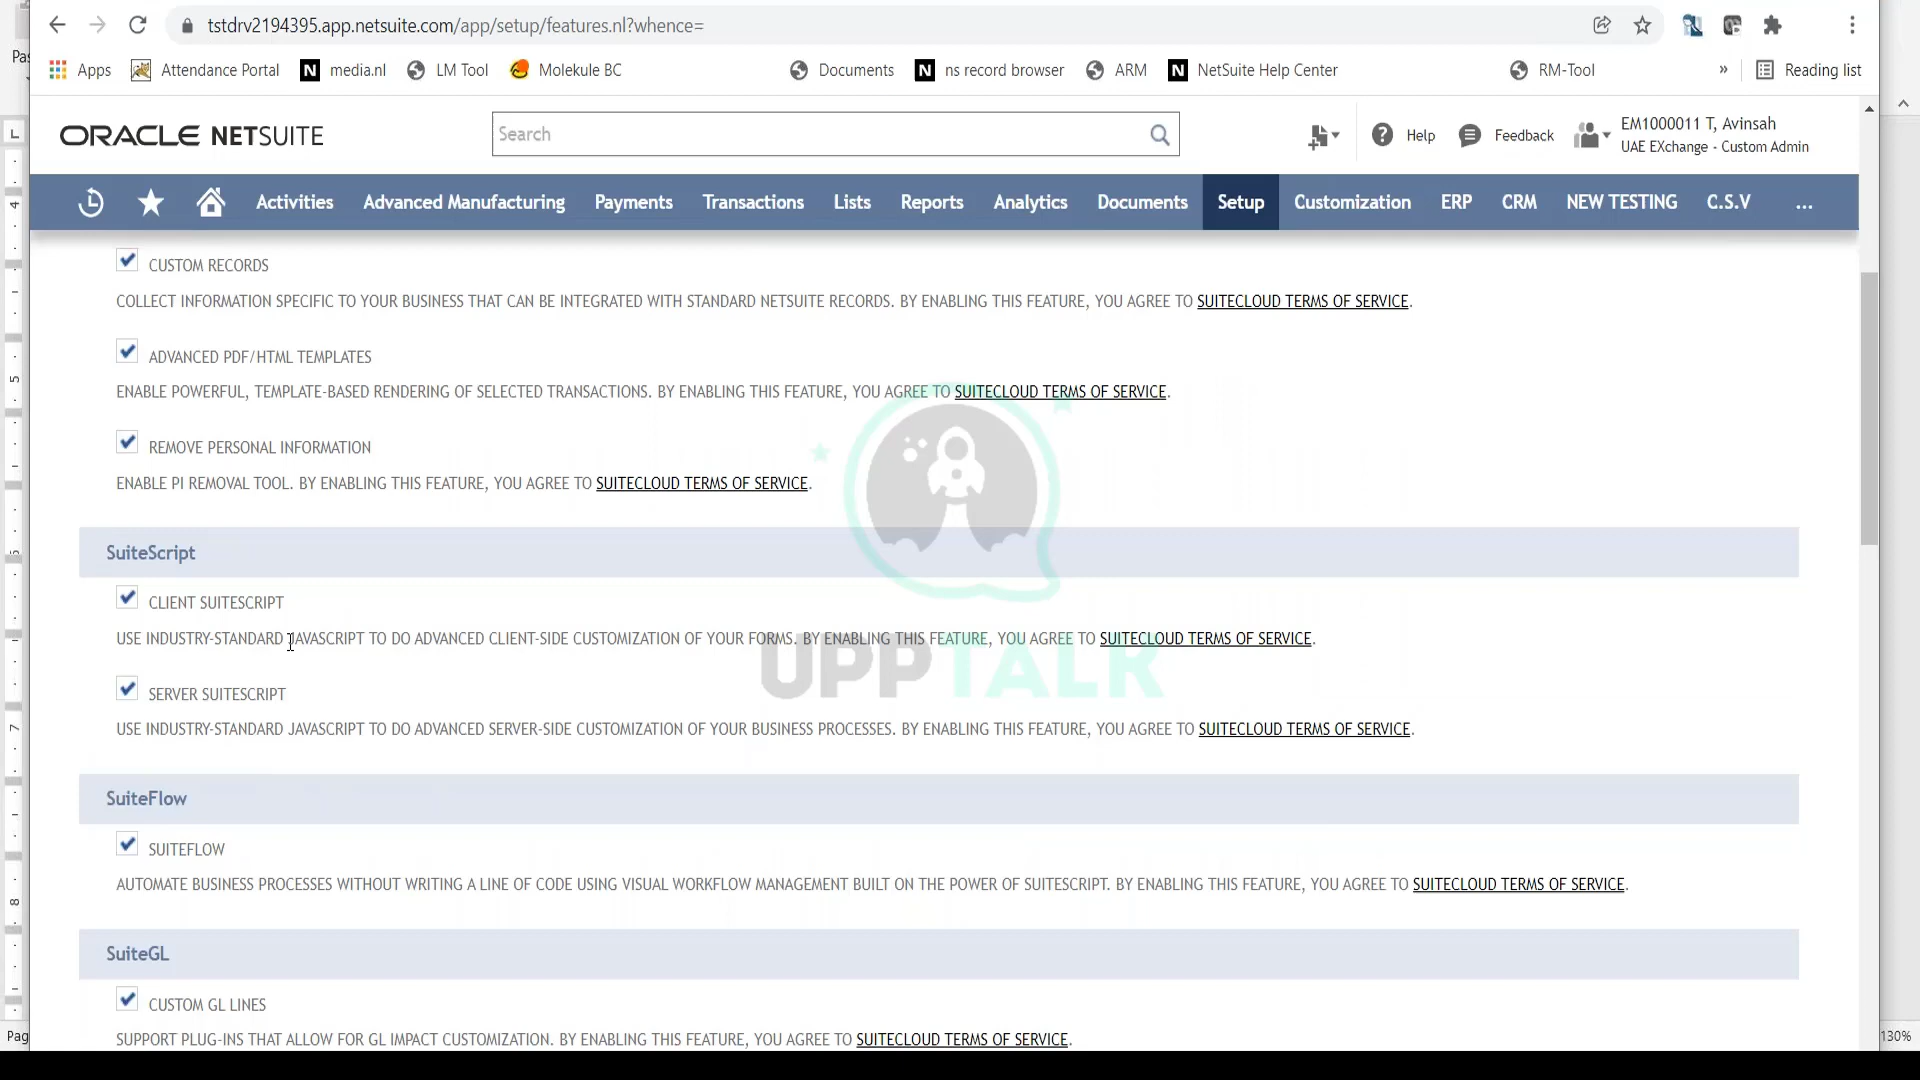 tstdrv2194395.app.netsuite.com/app/setup/features.nl?whence=
Apps Attendance Portal media.nl LM Tool Molekule BC Documents ns record browser ARM NetSuite Help Center RM-Tool » Reading list
ORACLE NETSUITE Search Help Feedback EM1000011 T, Avinsah
UAE EXchange - Custom Admin
Activities Advanced Manufacturing Payments Transactions Lists Reports Analytics Documents Setup Customization ERP CRM NEW TESTING C.S.V ...
CUSTOM RECORDS
COLLECT INFORMATION SPECIFIC TO YOUR BUSINESS THAT CAN BE INTEGRATED WITH STANDARD NETSUITE RECORDS. BY ENABLING THIS FEATURE, YOU AGREE TO SUITECLOUD TERMS OF SERVICE.
ADVANCED PDF/HTML TEMPLATES
ENABLE POWERFUL, TEMPLATE-BASED RENDERING OF SELECTED TRANSACTIONS. BY ENABLING THIS FEATURE, YOU AGREE TO SUITECLOUD TERMS OF SERVICE.
REMOVE PERSONAL INFORMATION
ENABLE PI REMOVAL TOOL. BY ENABLING THIS FEATURE, YOU AGREE TO SUITECLOUD TERMS OF SERVICE.
SuiteScript
CLIENT SUITESCRIPT
USE INDUSTRY-STANDARD JAVASCRIPT TO DO ADVANCED CLIENT-SIDE CUSTOMIZATION OF YOUR FORMS. BY ENABLING THIS FEATURE, YOU AGREE TO SUITECLOUD TERMS OF SERVICE.
UPPTALK
SERVER SUITESCRIPT
USE INDUSTRY-STANDARD JAVASCRIPT TO DO ADVANCED SERVER-SIDE CUSTOMIZATION OF YOUR BUSINESS PROCESSES. BY ENABLING THIS FEATURE, YOU AGREE TO SUITECLOUD TERMS OF SERVICE.
SuiteFlow
SUITEFLOW
AUTOMATE BUSINESS PROCESSES WITHOUT WRITING A LINE OF CODE USING VISUAL WORKFLOW MANAGEMENT BUILT ON THE POWER OF SUITESCRIPT. BY ENABLING THIS FEATURE, YOU AGREE TO SUITECLOUD TERMS OF SERVICE.
SuiteGL
CUSTOM GL LINES
SUPPORT PLUG-INS THAT ALLOW FOR GL IMPACT CUSTOMIZATION. BY ENABLING THIS FEATURE, YOU AGREE TO SUITECLOUD TERMS OF SERVICE.
Pas
L
4
5
7
8
Pag
130%